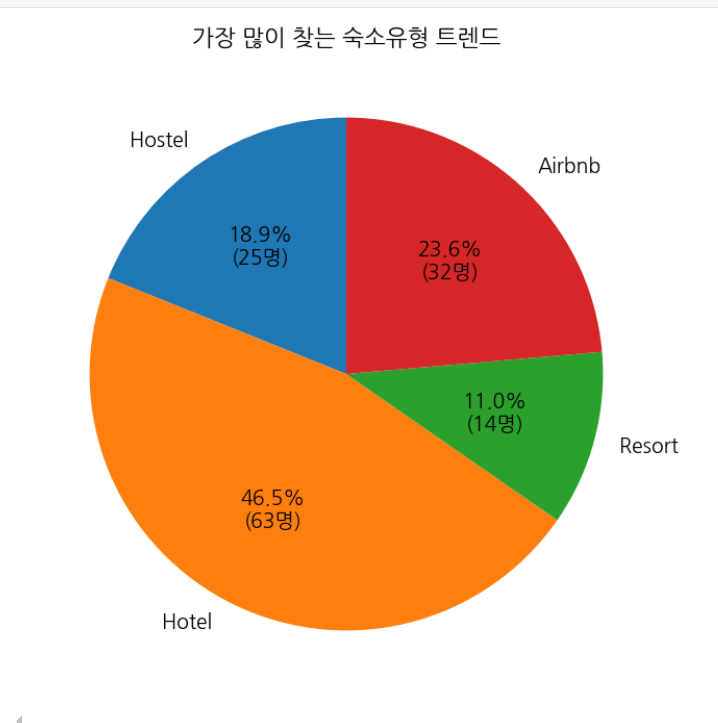 가장 많이 찾는 숙소유형 트렌드
Hostel
Airbnb
18.9%
(25명)
23.6%
(32명)
11.0%
(14명)
Resort
46.5%
(63명)
Hotel